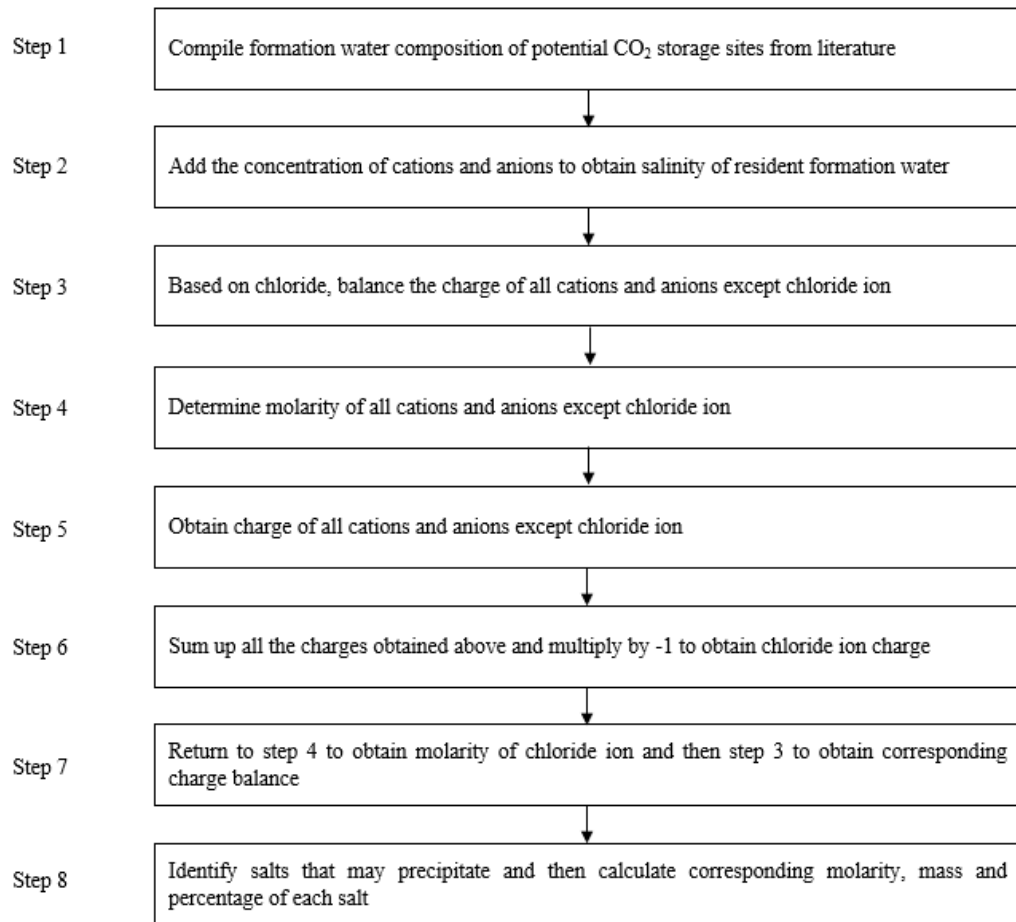 Step 1
Compile formation water composition of potential CO₂ storage sites from literature
Step 2
Add the concentration of cations and anions to obtain salinity of resident formation water
Step 3
Based on chloride, balance the charge of all cations and anions except chloride ion
Step 4
Determine molarity of all cations and anions except chloride ion
Step 5
Obtain charge of all cations and anions except chloride ion
Step 6
Sum up all the charges obtained above and multiply by -1 to obtain chloride ion charge
Step 7
Return to step 4 to obtain molarity of chloride ion and then step 3 to obtain corresponding
charge balance
Step 8
Identify salts that may precipitate and then calculate corresponding molarity, mass and
percentage of each salt